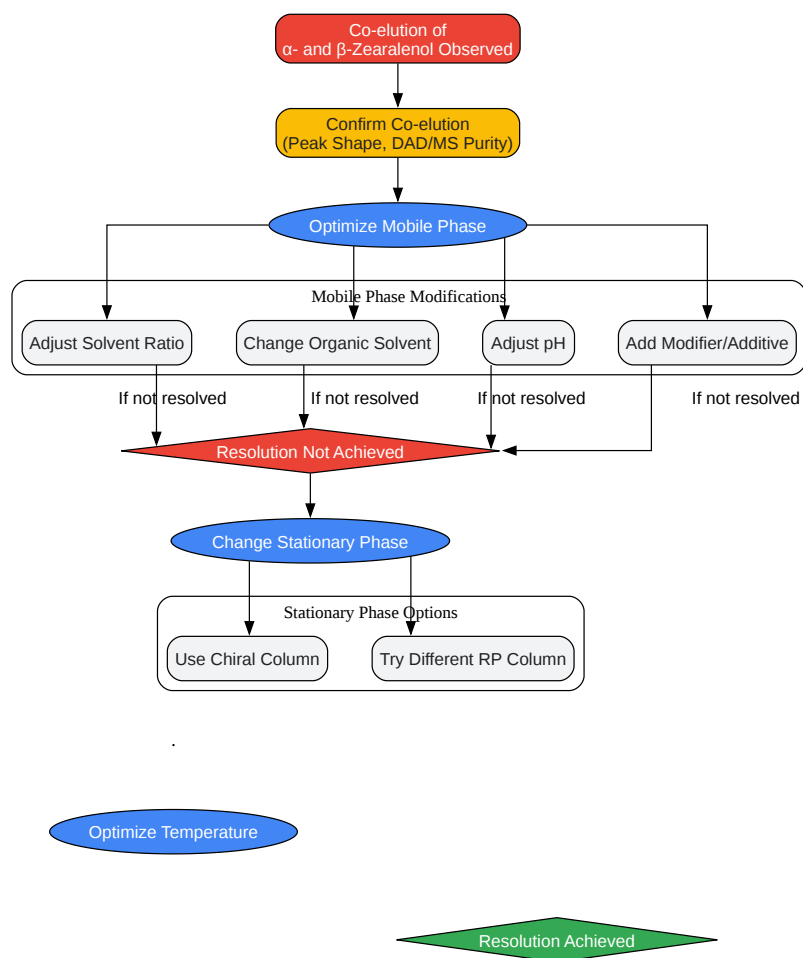 Co-elution of
α- and β-Zearalenol Observed
Confirm Co-elution
(Peak Shape, DAD/MS Purity)
Optimize Mobile Phase
Mobile Phase Modifications
Adjust Solvent Ratio
Change Organic Solvent
Adjust pH
Add Modifier/Additive
If not resolved
If not resolved
If not resolved
If not resolved
Resolution Not Achieved
Change Stationary Phase
Stationary Phase Options
Use Chiral Column
Try Different RP Column
.
Optimize Temperature
Resolution Achieved